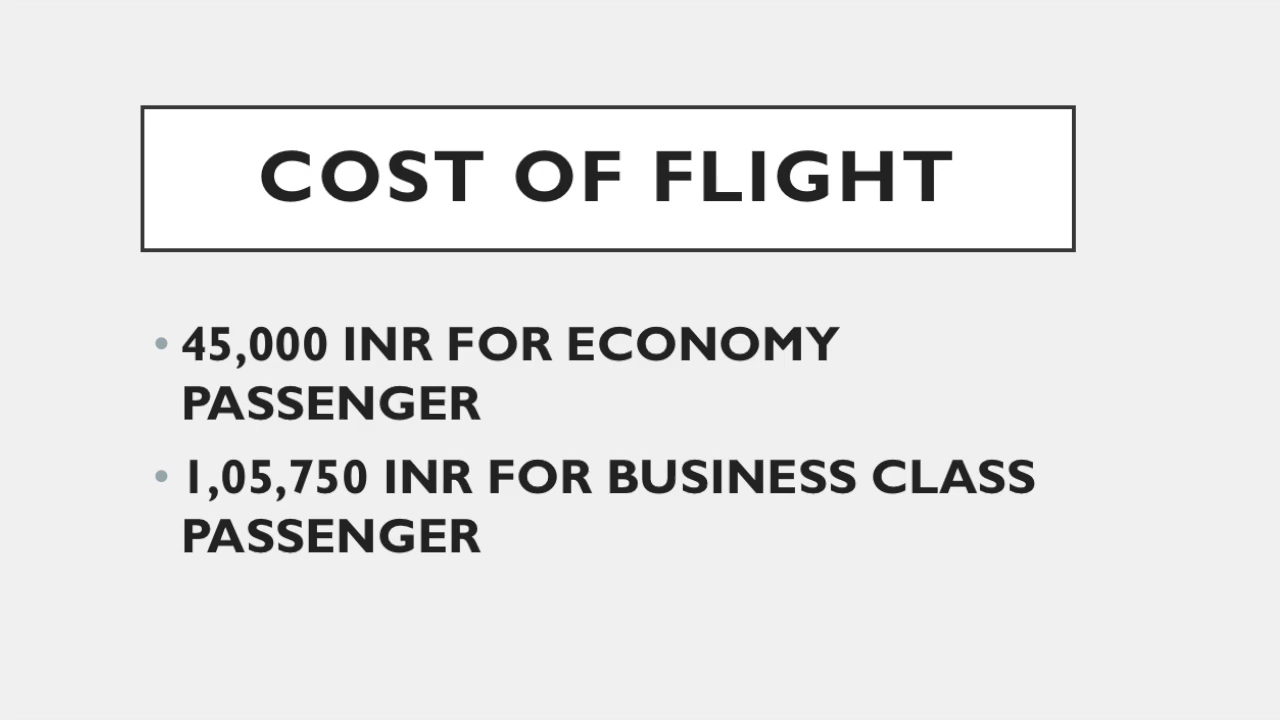 COST OF FLIGHT
• 45,000 INR FOR ECONOMY
PASSENGER
• 1,05,750 INR FOR BUSINESS CLASS
PASSENGER